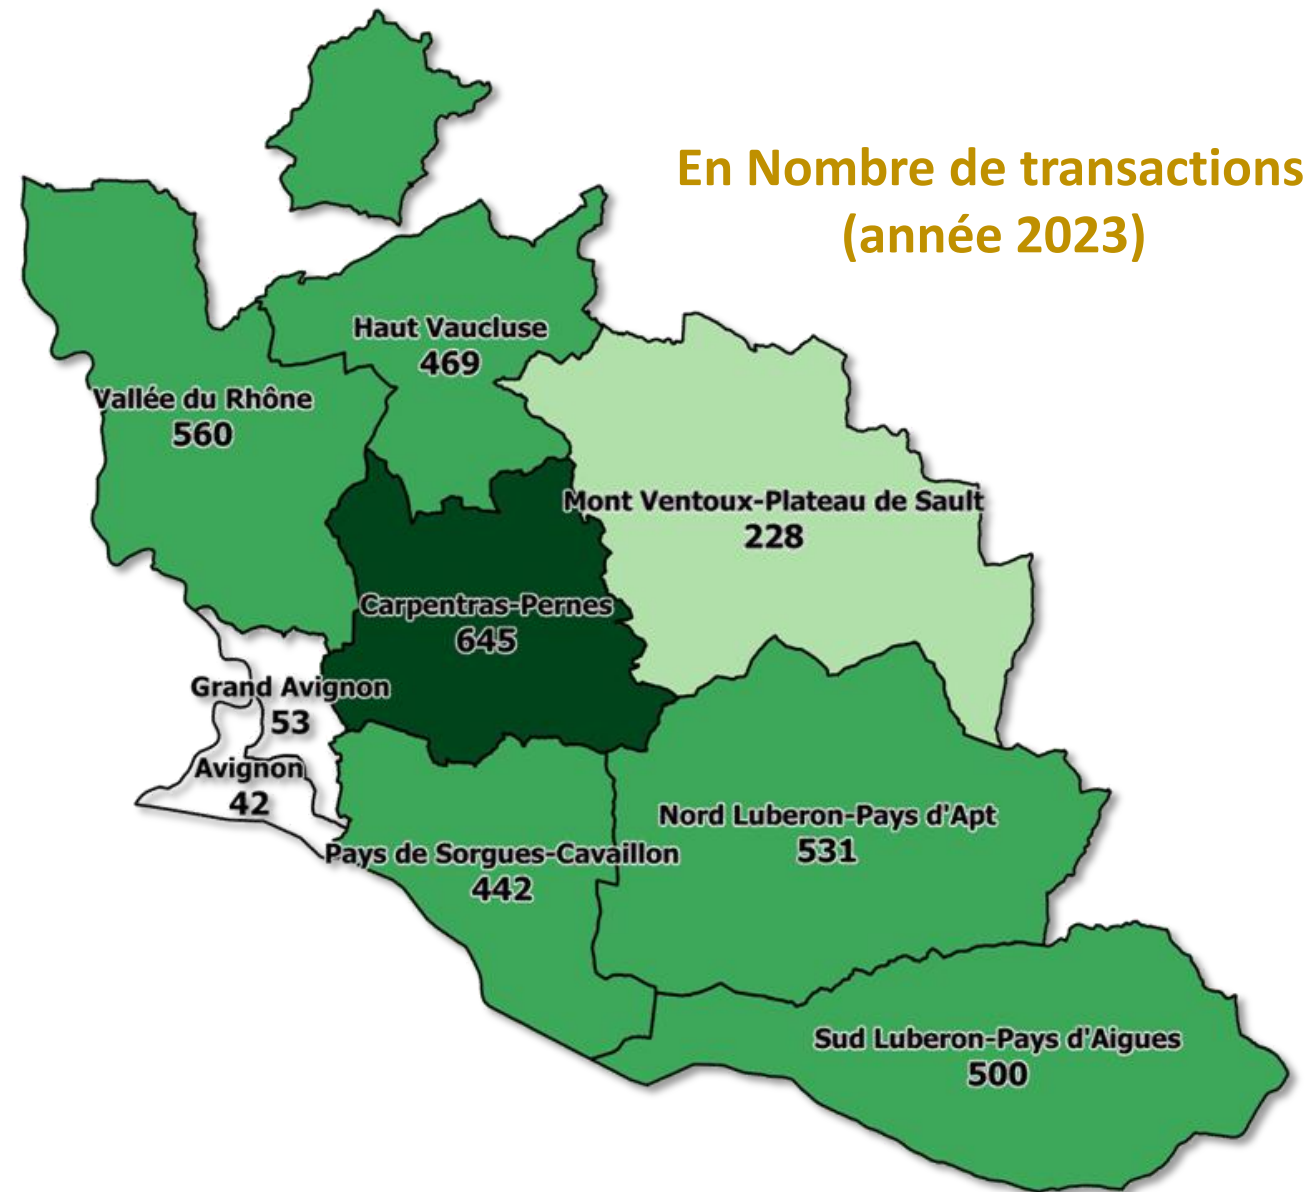 En Nombre de transactions
(année 2023)
Haut Vaucluse
469
Vallée du Rhône
560
Mont Ventoux-Plateau de Sault
228
Carpentras-Pernes
645
Grand Avignon
53
Avignon
42
Nord Luberon-Pays d'Apt
531
Pays de Sorgues-Cavaillon
442
Sud Luberon-Pays d'Aigues
500